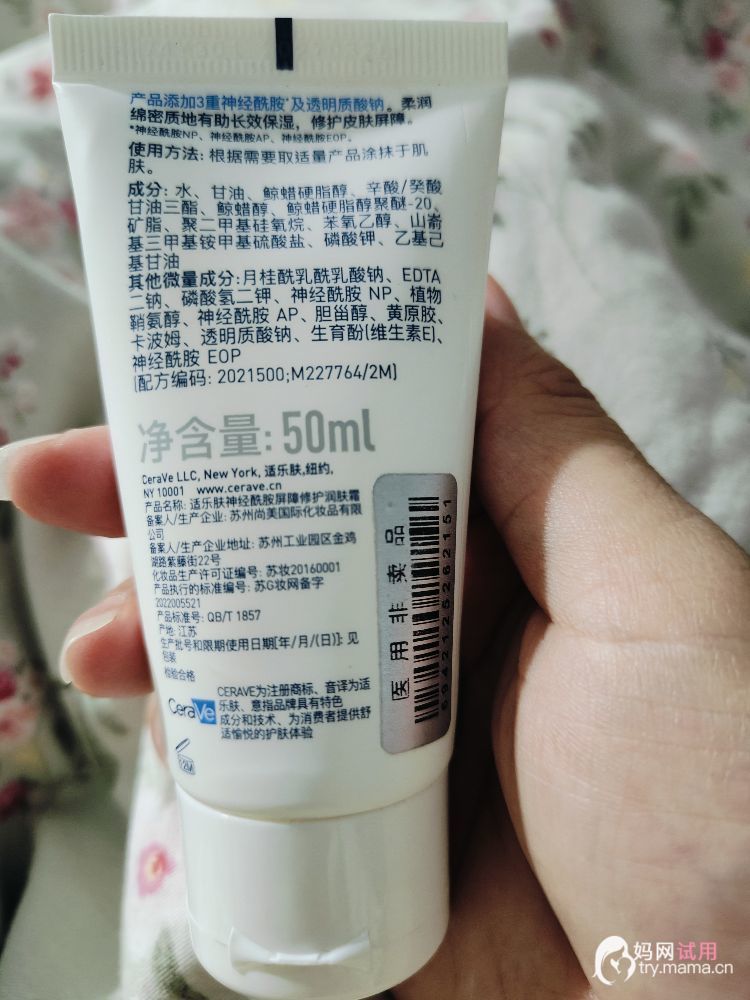 产品添加3重神经酰胺*及透明质酸钠。柔润
绵密质地有助长效保湿，修护皮肤屏障。
*神经酰胺NP、神经酰胺AP、神经酰胺EOP。
使用方法：根据需要取适量产品涂抹于肌
肤。
成分：水、甘油、鲸蜡硬脂醇、辛酸/癸酸
甘油三酯、鲸蜡醇、鲸蜡硬脂醇聚醚-20、
矿脂、聚二甲基硅氧烷、苯氧乙醇、山嵛
基三甲基铵甲基硫酸盐、磷酸钾、乙基己
基甘油
其他微量成分：月桂酰乳酰乳酸钠、EDTA
二钠、磷酸氢二钾、神经酰胺 NP、植物
鞘氨醇、神经酰胺 AP、胆甾醇、黄原胶、
卡波姆、透明质酸钠、生育酚(维生素E)、
神经酰胺 EOP
(配方编码：2021500;M227764/2M)
净含量：50ml
CeraVe LLC, New York, 适乐肤,纽约,
NY 10001 www.cerave.cn
产品名称：适乐肤神经酰胺屏障修护润肤霜
备案人/生产企业：苏州尚美国际化妆品有限
公司
备案人/生产企业地址：苏州工业园区金鸡
湖路紫藤街22号
化妆品生产许可证编号：苏妆20160001
产品执行的标准编号：苏G妆网备字
2022005521
产品标准号：QB/T 1857
产地：江苏
生产批号和限期使用日期[年/月/(日)]：见
包装
检验合格
CeraVe
CERAVE为注册商标、音译为适
乐肤、意指品牌具有特色
成分和技术、为消费者提供舒
适愉悦的护肤体验
12M
医用非卖品
6942125262151
妈网试用
try.mama.cn